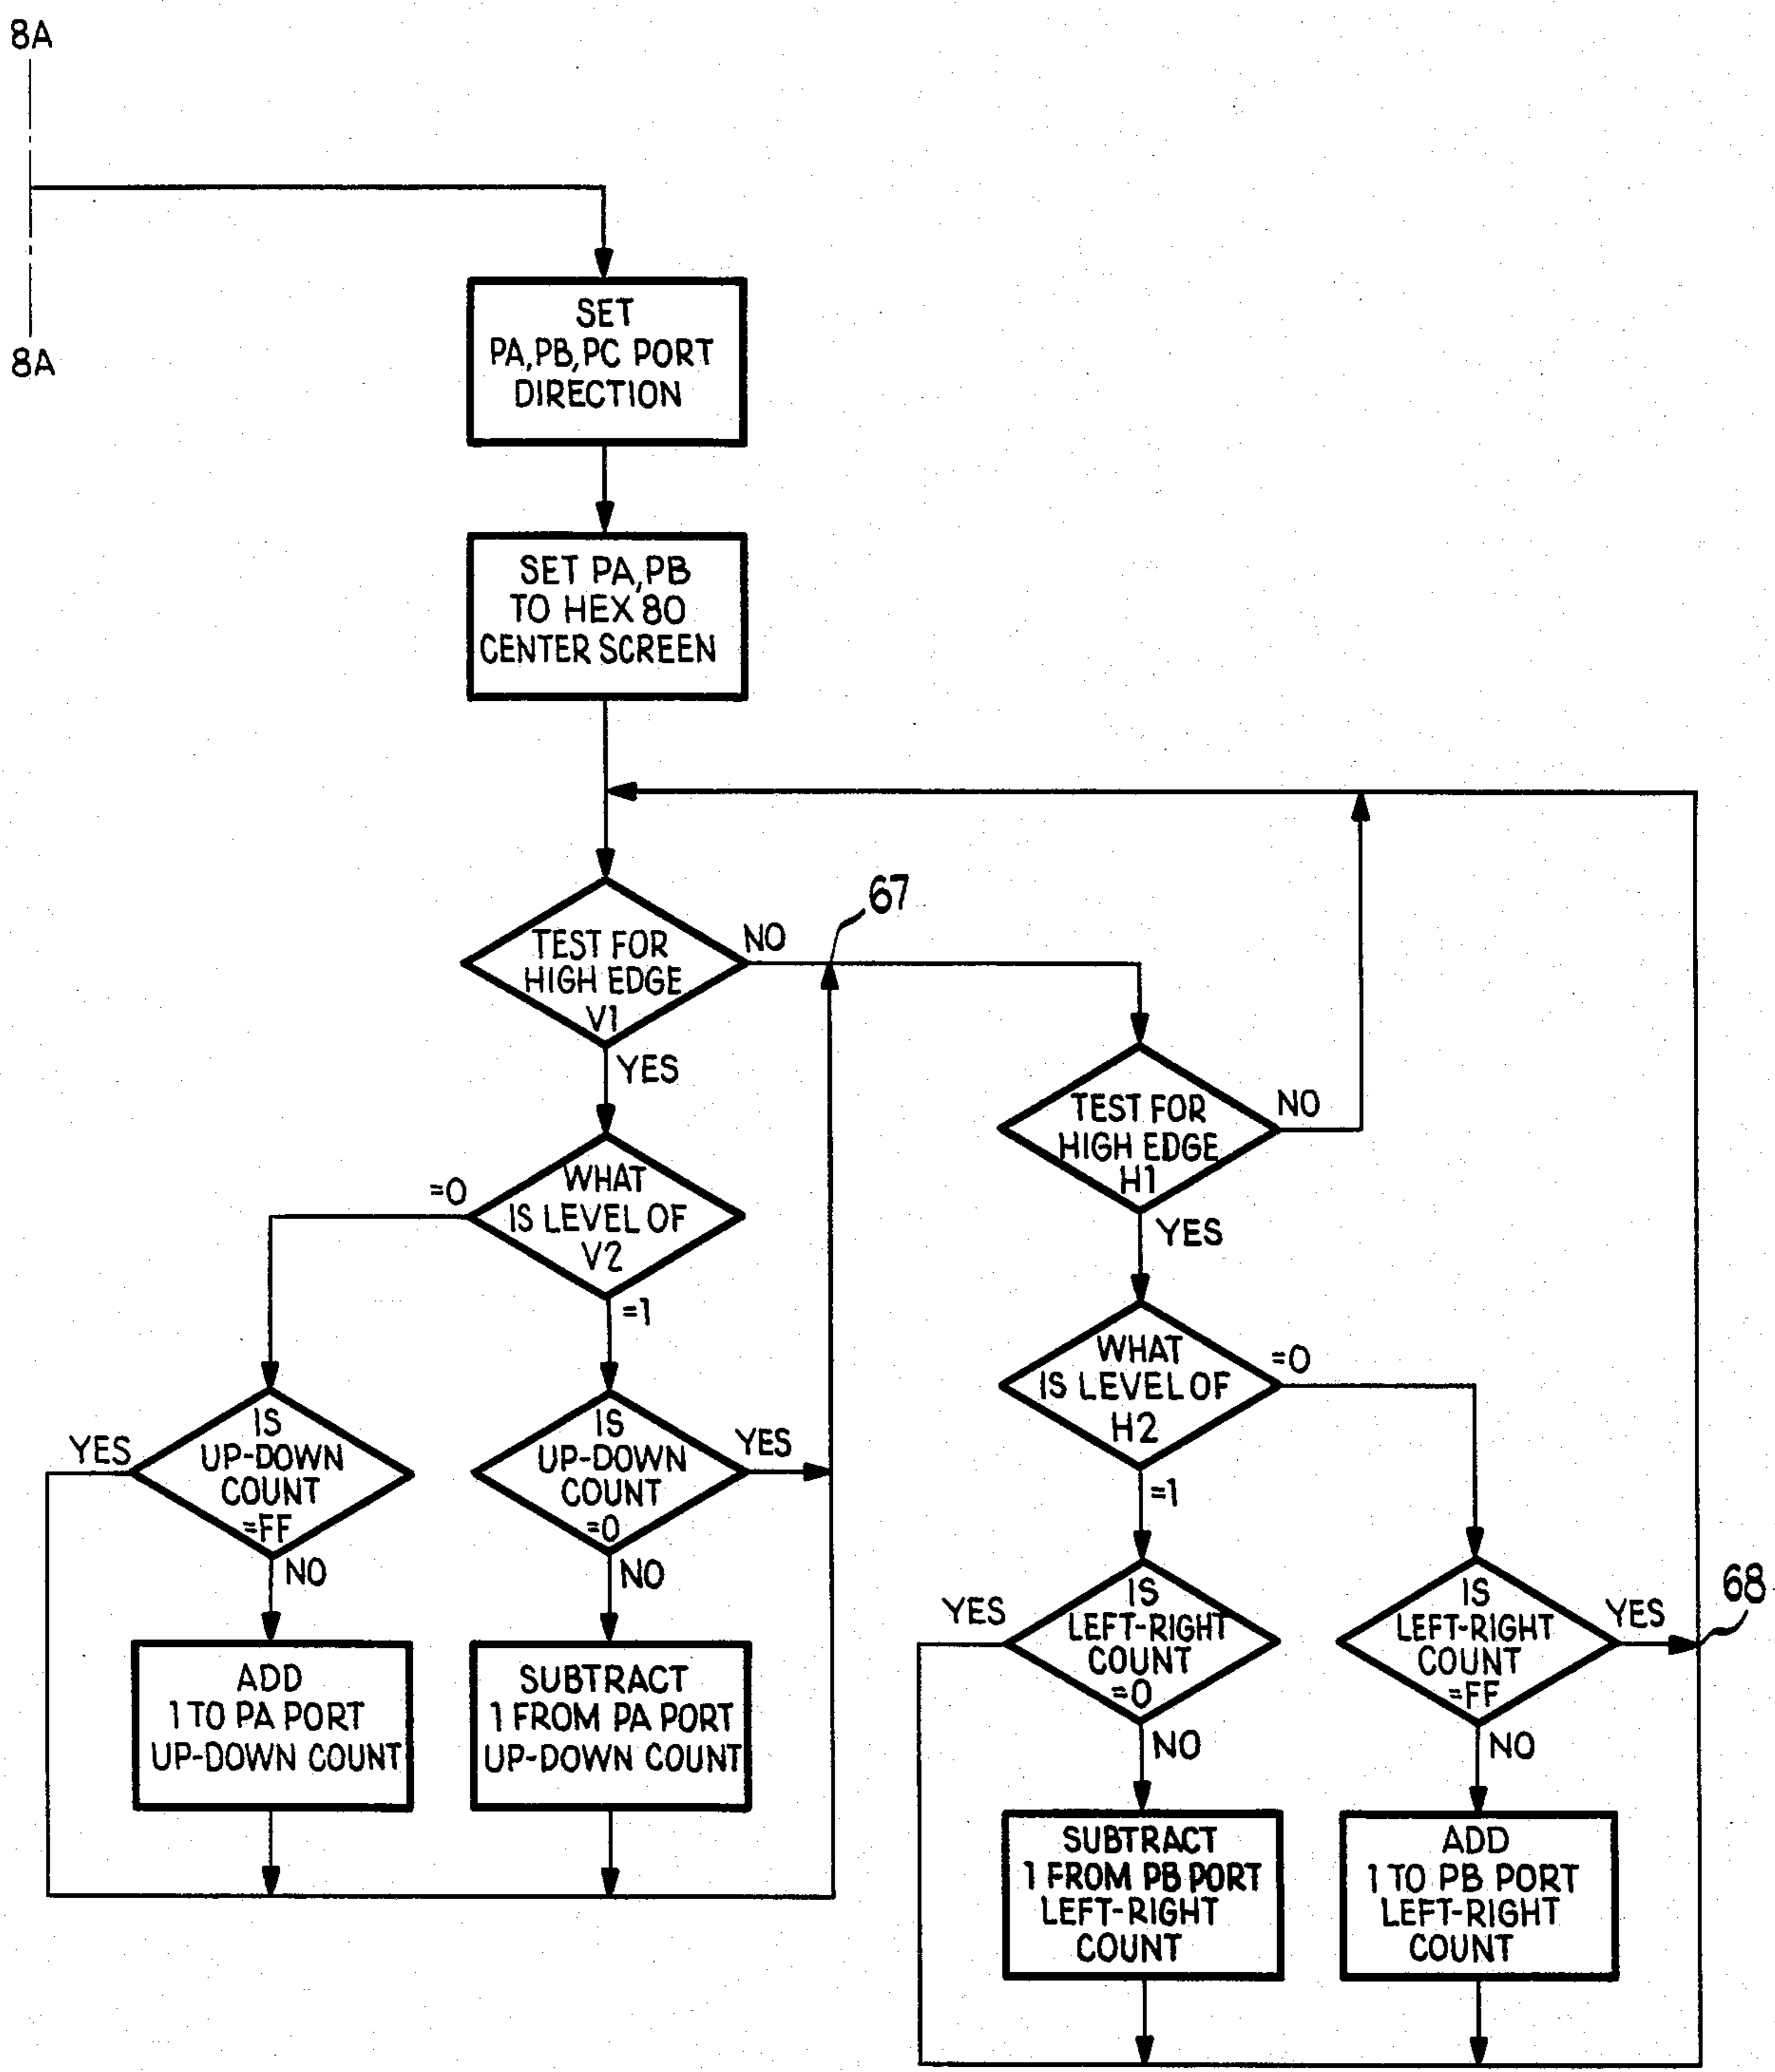 8A
8A
SET
PA,PB,PC PORT
DIRECTION
SET PA,PB
TO HEX 80
CENTER SCREEN
TEST FOR
HIGH EDGE
V1
NO
67
YES
WHAT
IS LEVEL OF
V2
=0
=1
IS
UP-DOWN
COUNT
=FF
YES
NO
IS
UP-DOWN
COUNT
=0
YES
NO
ADD
1 TO PA PORT
UP-DOWN COUNT
SUBTRACT
1 FROM PA PORT
UP-DOWN COUNT
TEST FOR
HIGH EDGE
H1
NO
YES
WHAT
IS LEVEL OF
H2
=0
=1
IS
LEFT-RIGHT
COUNT
=0
YES
NO
IS
LEFT-RIGHT
COUNT
=FF
YES
68
NO
SUBTRACT
1 FROM PB PORT
LEFT-RIGHT
COUNT
ADD
1 TO PB PORT
LEFT-RIGHT
COUNT